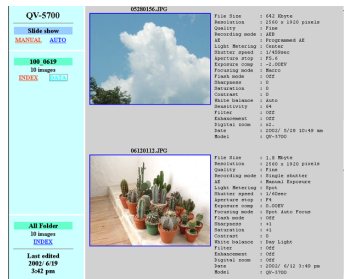 QV-5700
Slide show
MANUAL AUTO
100_0619
10 images
INDEX DATA
All Folder
10 images
INDEX
Last edited
2002/ 6/19
3:42 pm
05280156.JPG
File Size : 642 Kbyte
Resolution : 2560 x 1920 pixels
Quality : Fine
Recording mode : AEB
AE : Programmed AE
Light Metering : Center
Shutter speed : 1/400sec
Aperture stop : F5.6
Exposure comp : -1.00EV
Focusing mode : Macro
Flash mode : Off
Sharpness : 0
Saturation : 0
Contrast : 0
White balance : Auto
Sensitivity : 64
Filter : Off
Enhancement : Off
Digital zoom : x1.
Date : 2002/ 5/28 10:49 am
Model : QV-5700
06120112.JPG
File Size : 1.8 Mbyte
Resolution : 2560 x 1920 pixels
Quality : Fine
Recording mode : Single shutter
AE : Manual Exposure
Light Metering : Spot
Shutter speed : 1/60sec
Aperture stop : F4
Exposure comp : 0.00EV
Focusing mode : Spot Auto Focus
Flash mode : Off
Sharpness : +1
Saturation : +1
Contrast : 0
White balance : Day Light
Filter : Off
Enhancement : Off
Digital zoom : Off
Date : 2002/ 6/12 3:49 pm
Model : QV-5700